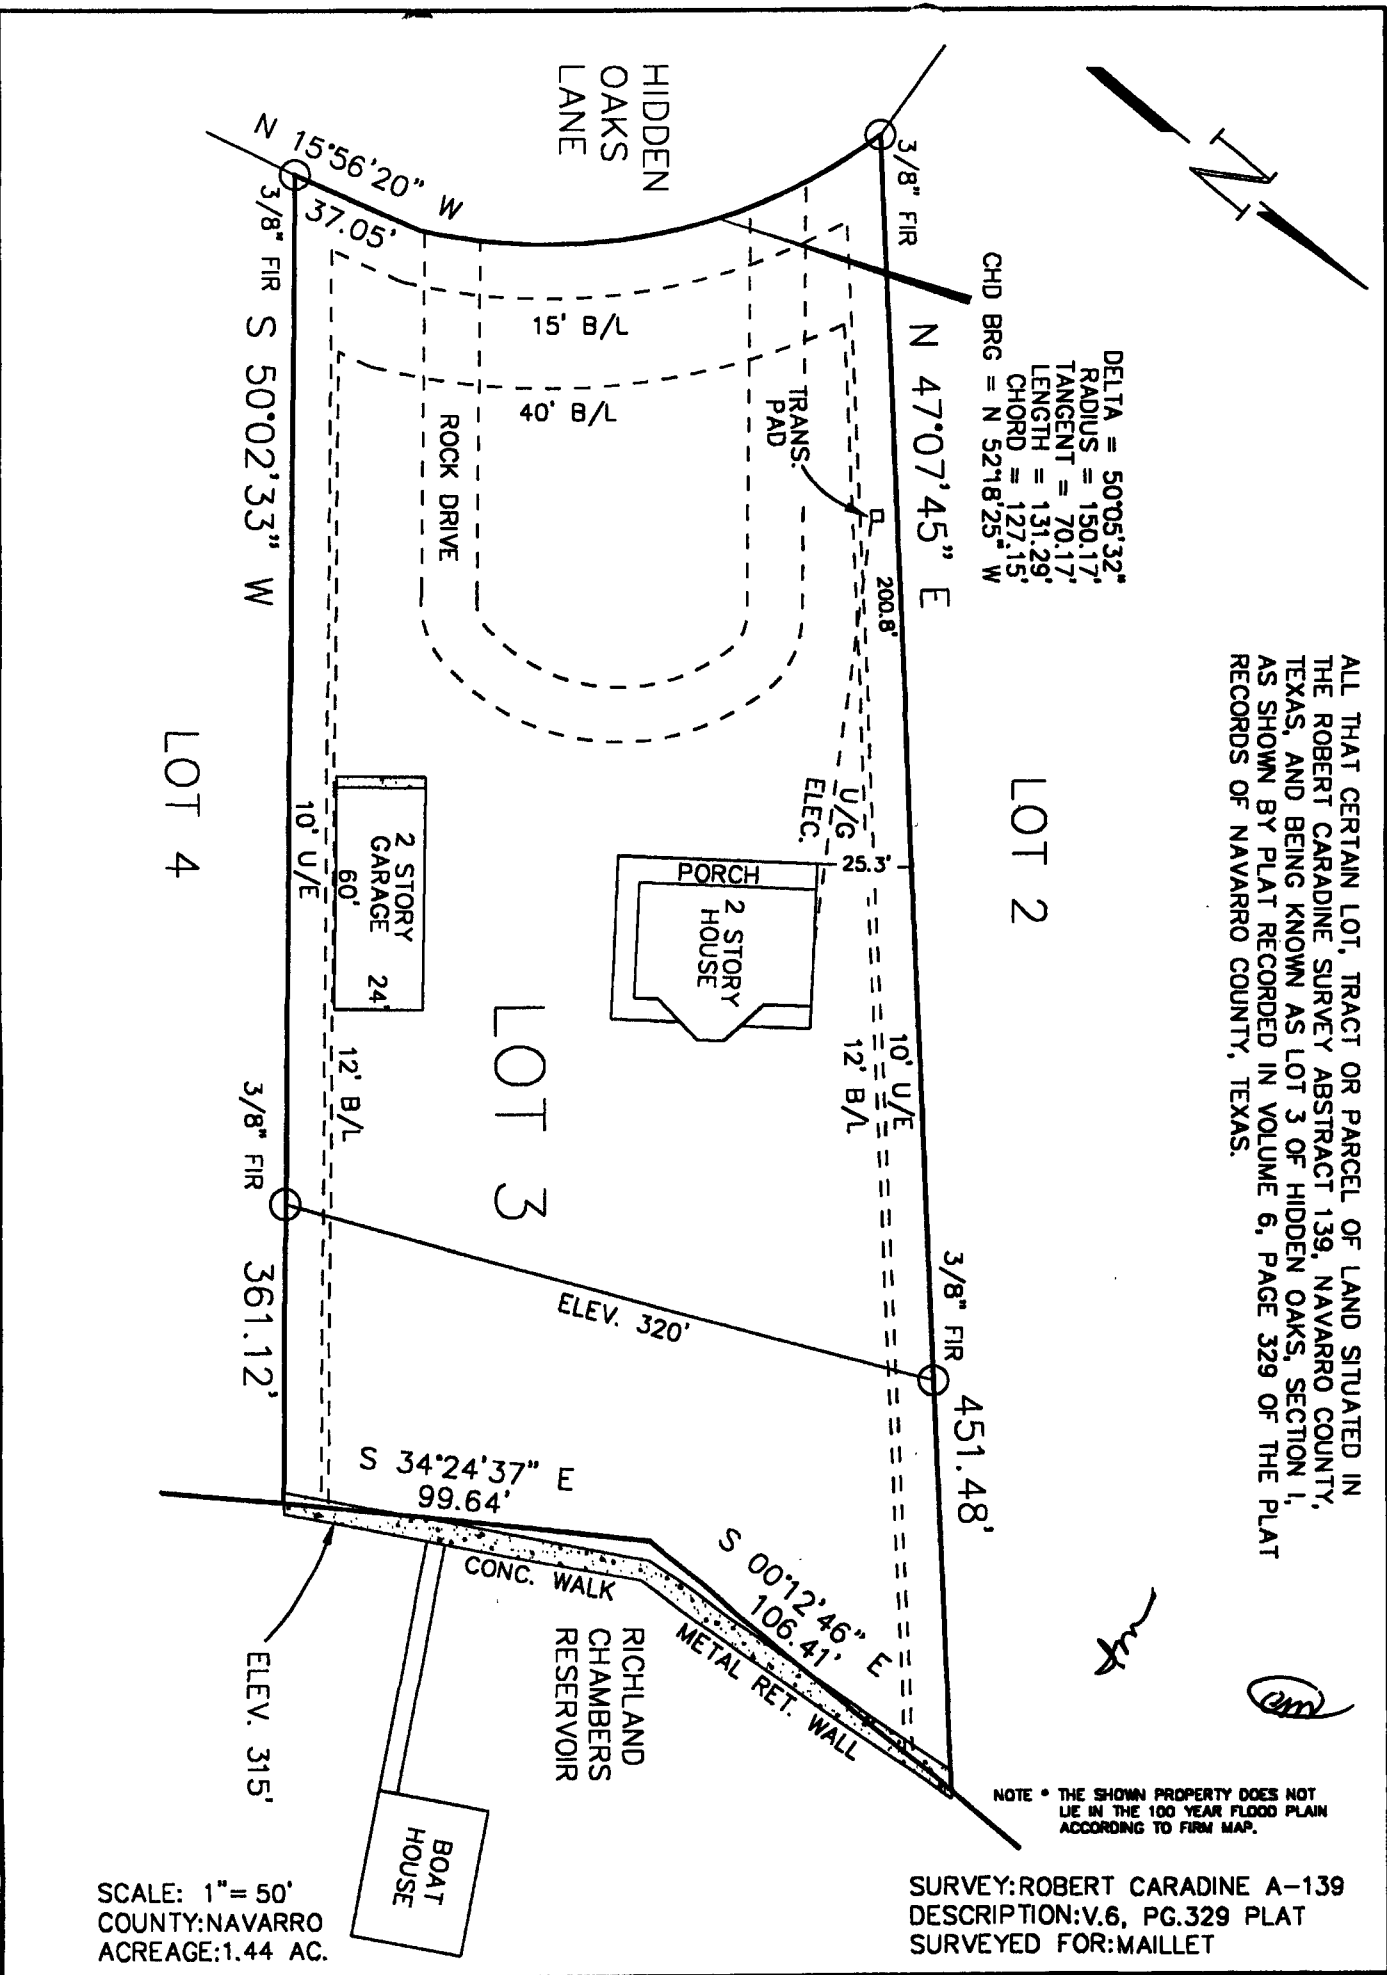 ALL THAT CERTAIN LOT, TRACT OR PARCEL OF LAND SITUATED IN
THE ROBERT CARADINE SURVEY ABSTRACT 139, NAVARRO COUNTY,
TEXAS, AND BEING KNOWN AS LOT 3 OF HIDDEN OAKS, SECTION I,
AS SHOWN BY PLAT RECORDED IN VOLUME 6, PAGE 329 OF THE PLAT
RECORDS OF NAVARRO COUNTY, TEXAS.
N
DELTA = 50°05'32"
RADIUS = 150.17'
TANGENT = 70.17'
LENGTH = 131.29'
CHORD = 127.15'
CHD BRG = N 52°18'25" W
LOT 2
3/8" FIR
N 47°07'45" E
200.8'
3/8" FIR
451.48'
HIDDEN
OAKS
LANE
TRANS.
PAD
U/G
ELEC.
25.3'
10' U/E
12' B/L
15' B/L
40' B/L
ROCK DRIVE
PORCH
2 STORY
HOUSE
LOT 3
ELEV. 320'
2 STORY
GARAGE
60'
24'
10' U/E
12' B/L
N 15°56'20" W
37.05'
3/8" FIR
S 50°02'33" W
3/8" FIR
361.12'
LOT 4
S 34°24'37" E
99.64'
S 00°12'46" E
106.41'
CONC. WALK
METAL RET. WALL
RICHLAND
CHAMBERS
RESERVOIR
ELEV. 315'
BOAT
HOUSE
NOTE * THE SHOWN PROPERTY DOES NOT
LIE IN THE 100 YEAR FLOOD PLAIN
ACCORDING TO FIRM MAP.
SCALE: 1"= 50'
COUNTY:NAVARRO
ACREAGE:1.44 AC.
SURVEY:ROBERT CARADINE A-139
DESCRIPTION:V.6, PG.329 PLAT
SURVEYED FOR:MAILLET